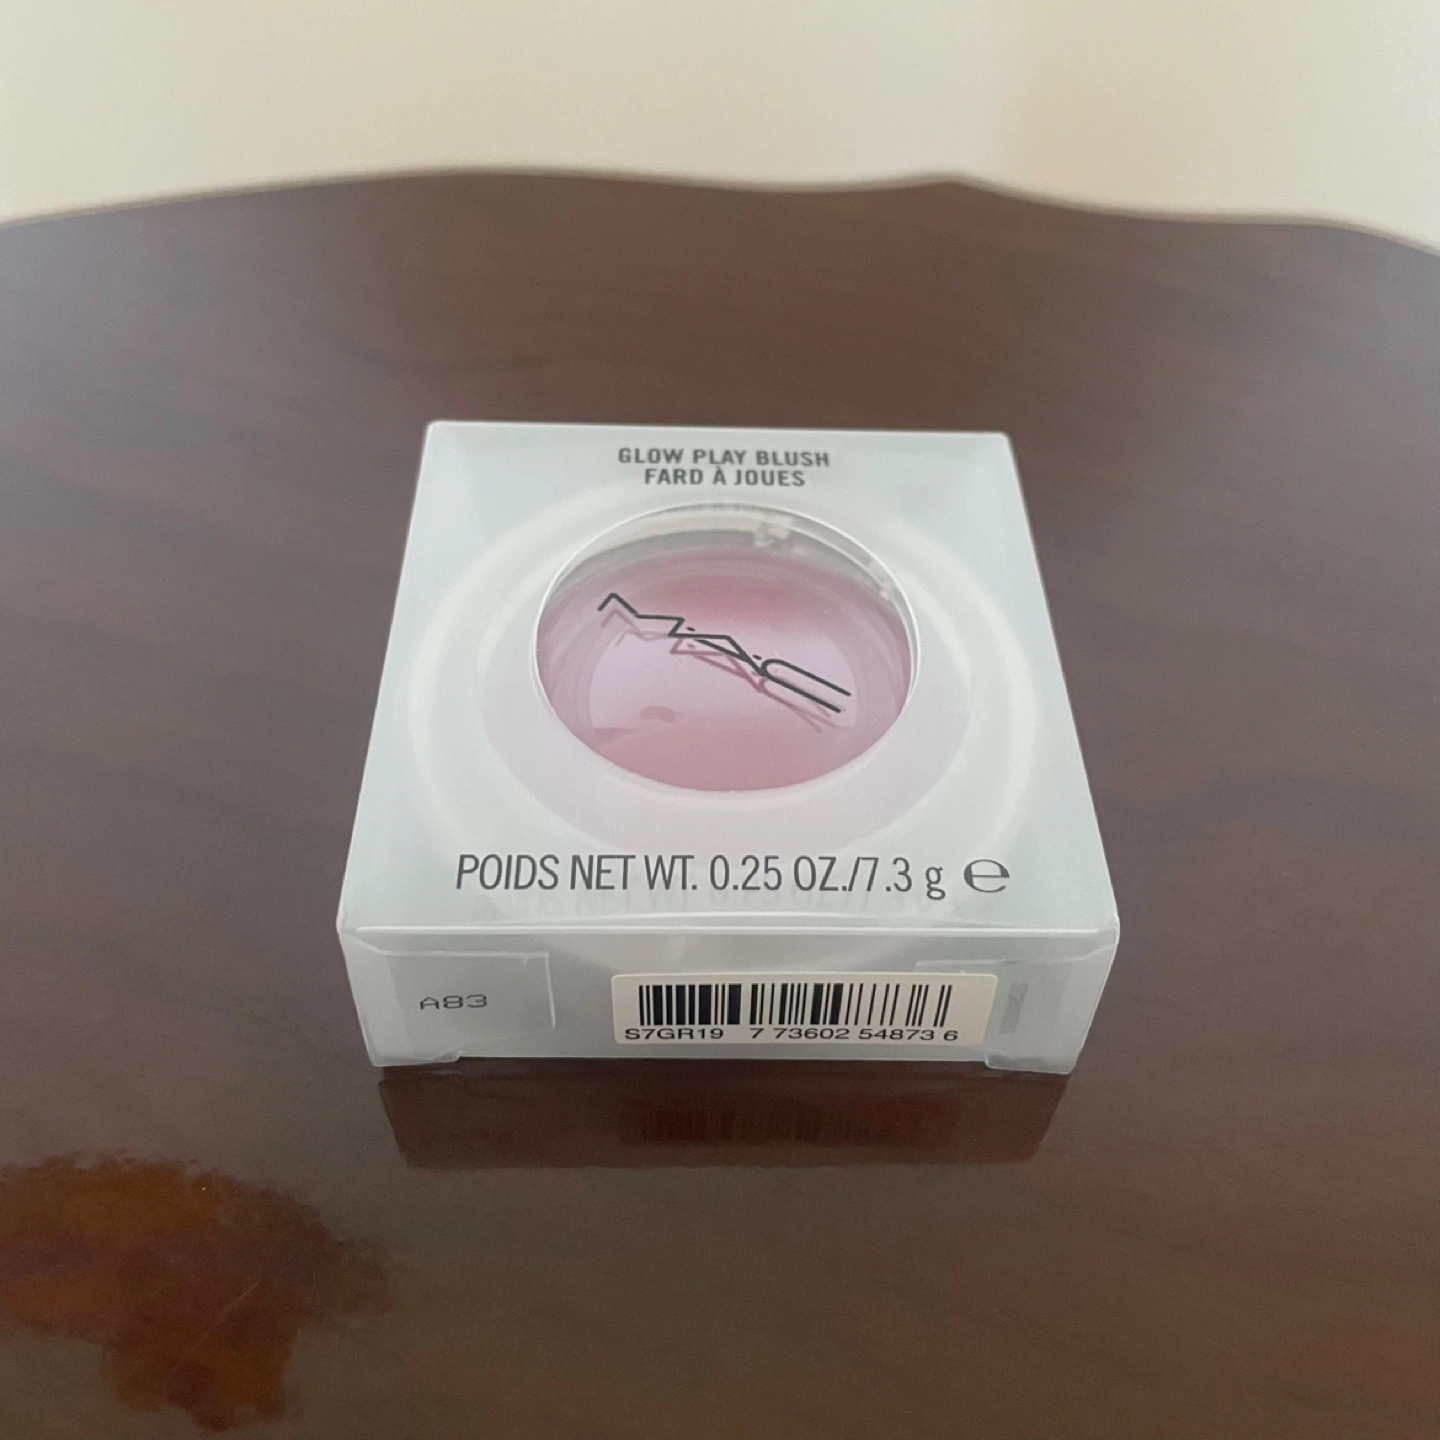 GLOW PLAY BLUSH
FARD À JOUES
MAC
POIDS NET WT. 0.25 OZ./7.3 g ℮
A83
S7GR19 7 73602 54873 6